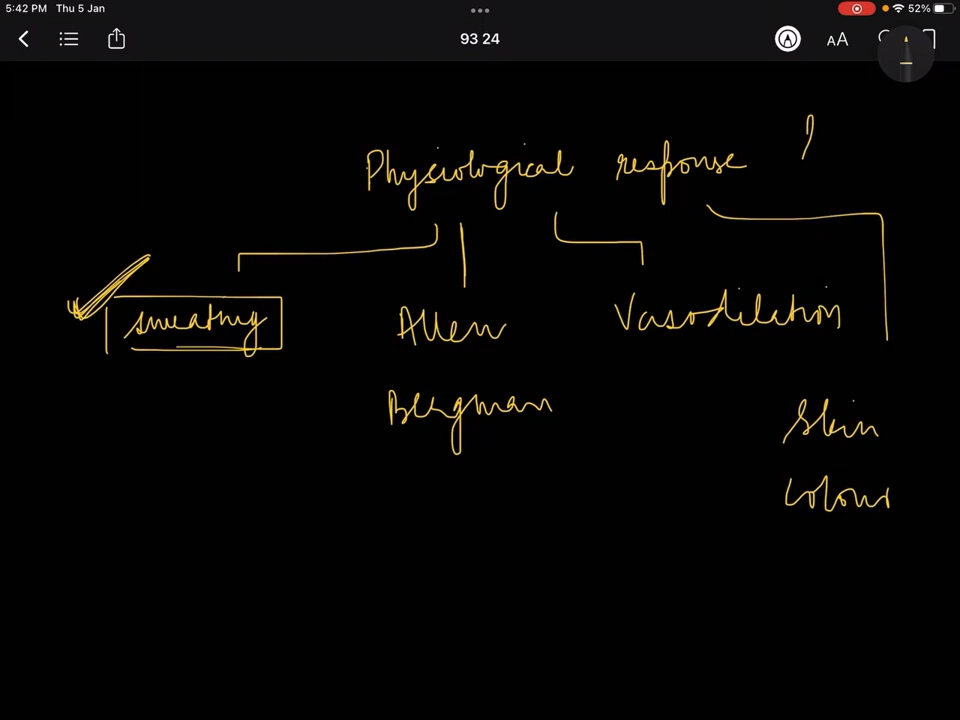 5:42 PM Thu 5 Jan
52%
93 24
AA
Physiological response ?
sweating
Allen
Vasodilation
Bergman
Skin
colour